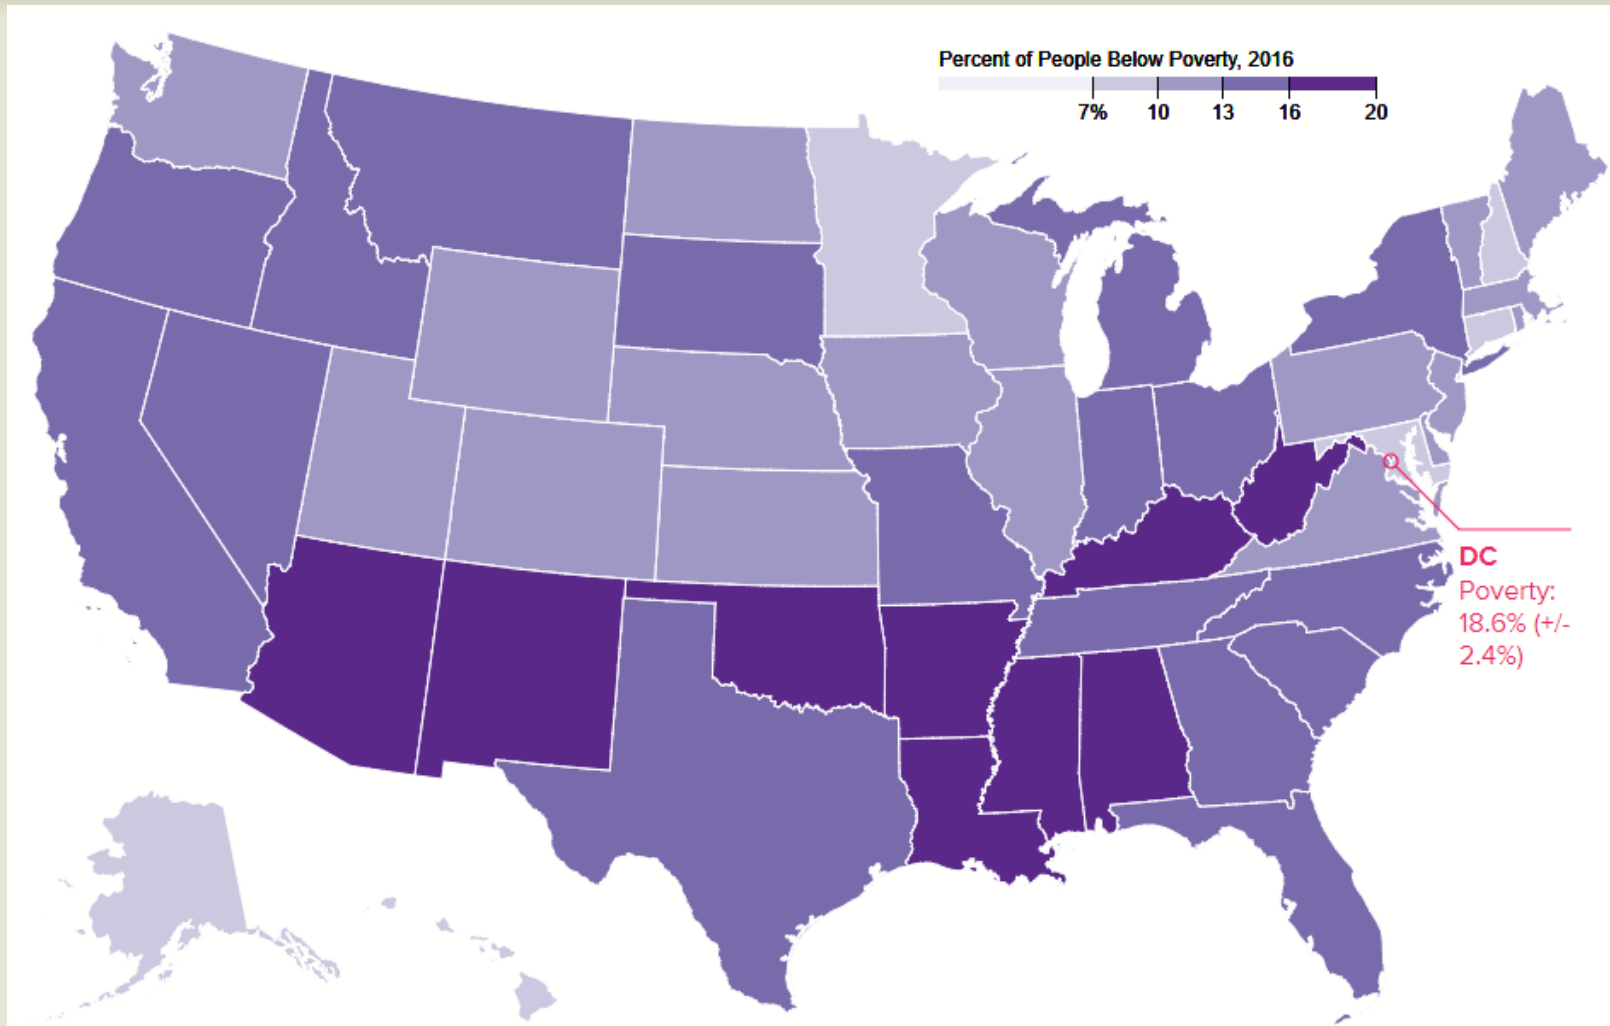 Percent of People Below Poverty, 2016
7% 10 13 16 20
DC
Poverty:
18.6% (+/-
2.4%)